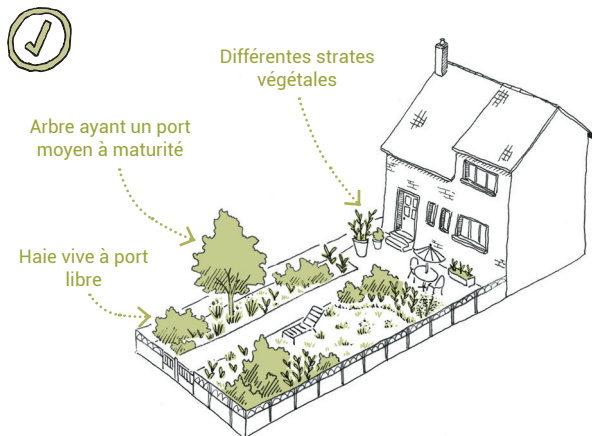 Différentes strates
végétales
Arbre ayant un port
moyen à maturité
Haie vive à port
libre